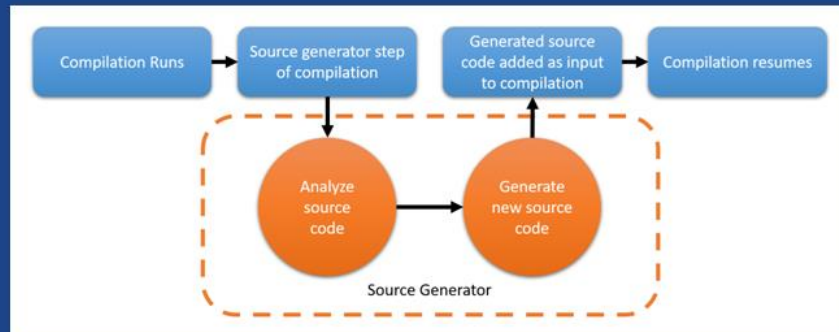 Compilation Runs
Source generator step
of compilation
Generated source
code added as input
to compilation
Compilation resumes
Analyze
source
code
Generate
new source
code
Source Generator